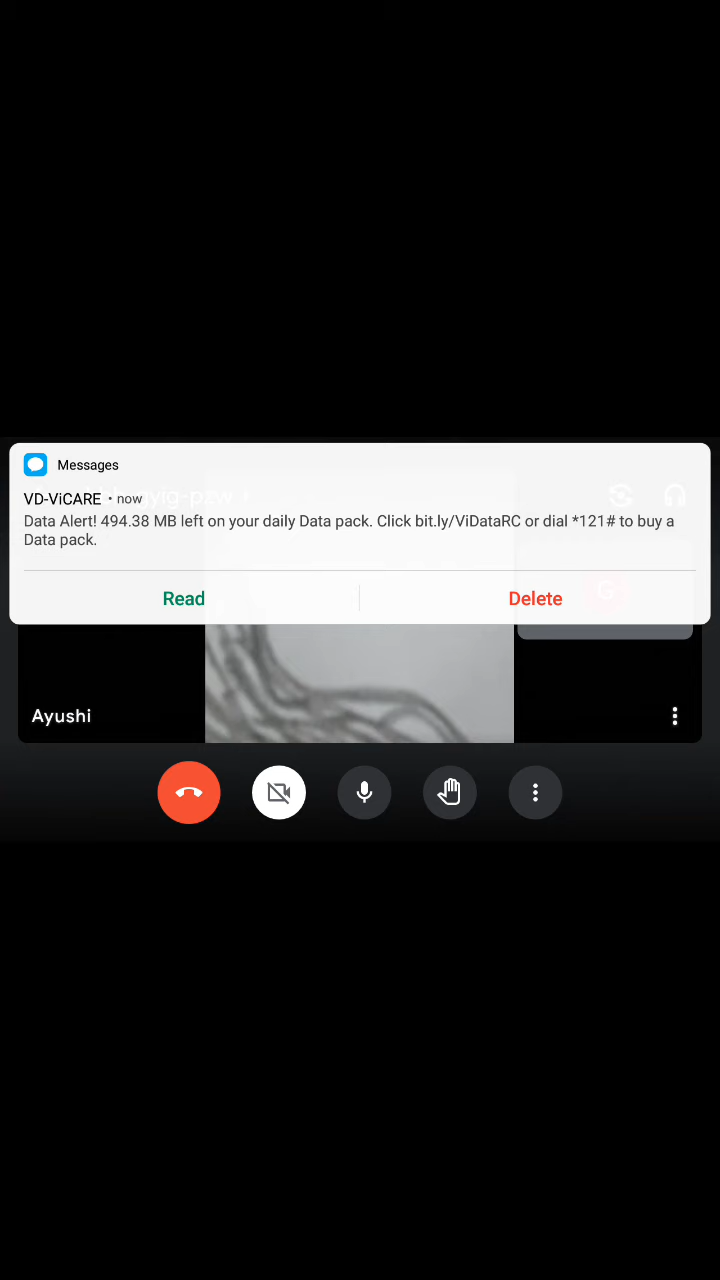 Messages
VD-ViCARE • now
Data Alert! 494.38 MB left on your daily Data pack. Click bit.ly/ViDataRC or dial *121# to buy a
Data pack.
Read
Delete
G
Ayushi